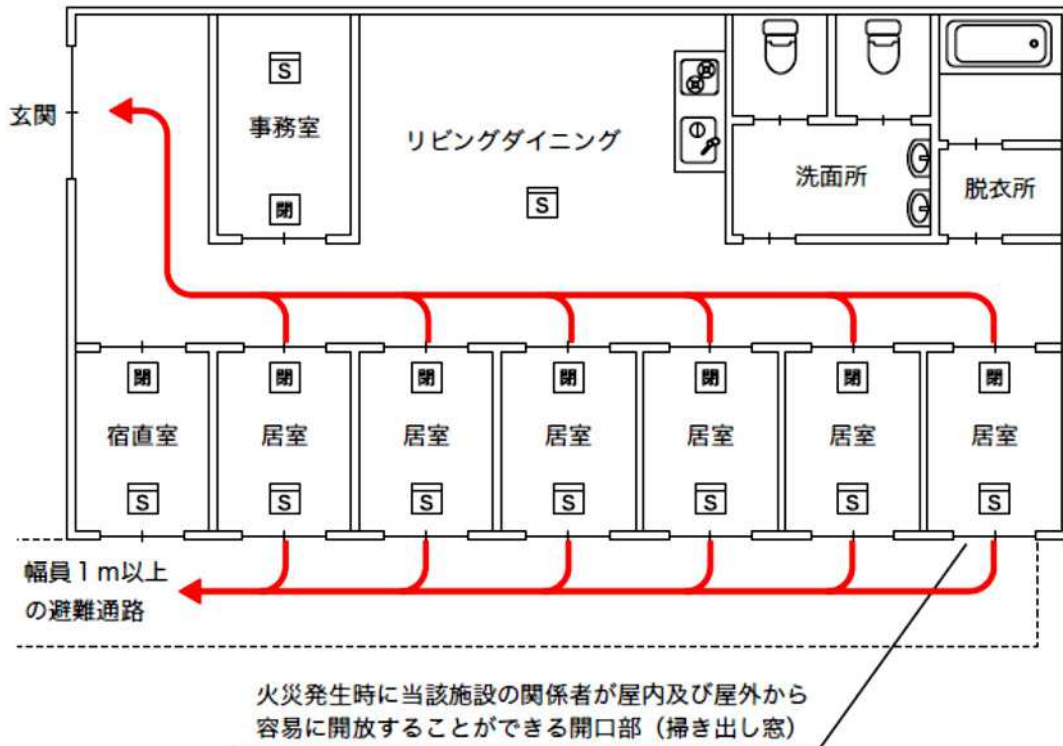 S
玄関
事務室
リビングダイニング
洗面所
脱衣所
S
閉
閉
閉
閉
閉
閉
閉
閉
宿直室
居室
居室
居室
居室
居室
居室
S
S
S
S
S
S
S
幅員1m以上
の避難通路
火災発生時に当該施設の関係者が屋内及び屋外から
容易に開放することができる開口部（掃き出し窓）